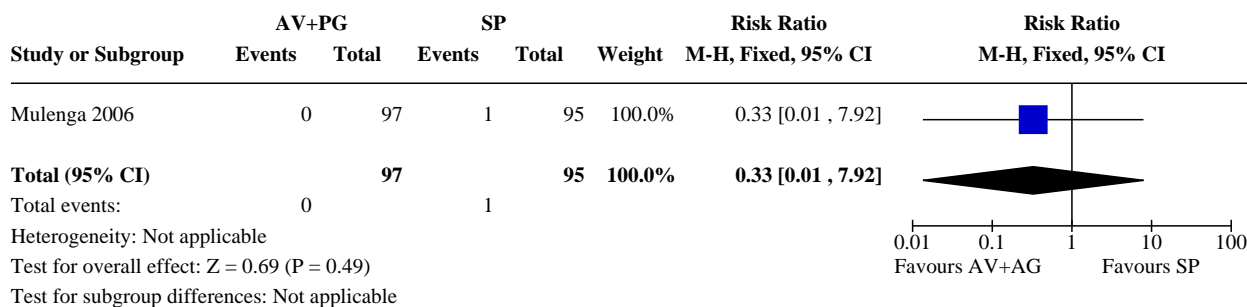 AV+PG SP Risk Ratio Risk Ratio
Study or Subgroup Events Total Events Total Weight M-H, Fixed, 95% CI M-H, Fixed, 95% CI
Mulenga 2006 0 97 1 95 100.0% 0.33 [0.01 , 7.92]
Total (95% CI) 97 95 100.0% 0.33 [0.01 , 7.92]
Total events: 0 1
Heterogeneity: Not applicable
0.01 0.1 1 10 100
Test for overall effect: Z = 0.69 (P = 0.49)
Favours AV+AG Favours SP
Test for subgroup differences: Not applicable